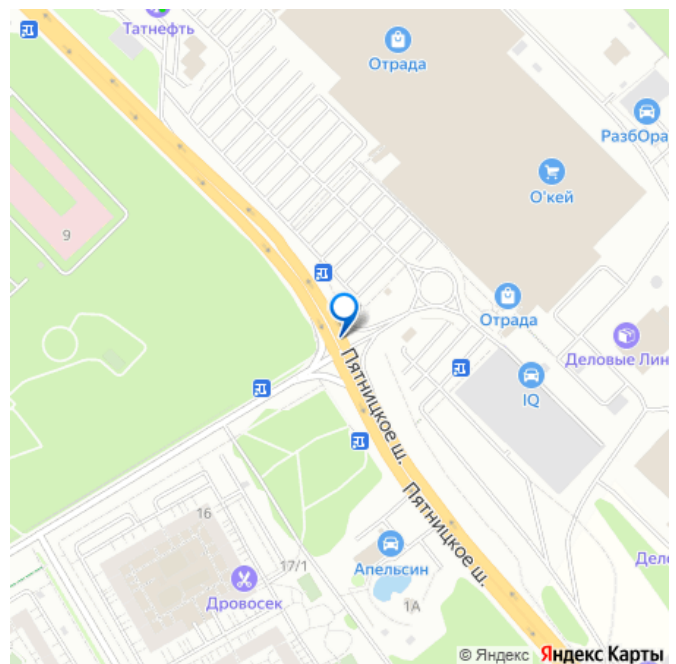 Татнефть
Отрада
РазбОра
О'кей
9
Отрада
Деловые Лин
IQ
Пятницкое ш.
Пятницкое ш.
16
17/1
Апельсин
Дровосек
1А
Дел
© Яндекс Яндекс Карты